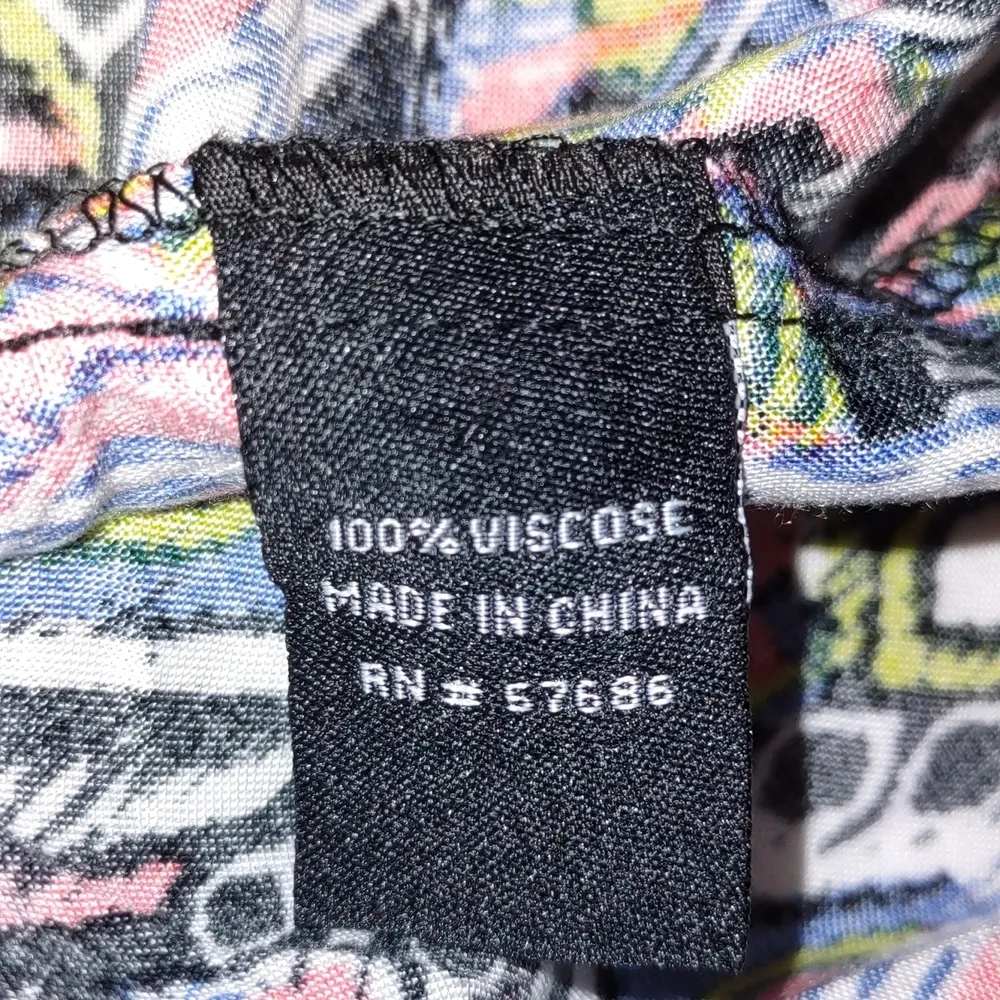 100% VISCOSE
MADE IN CHINA
RN # 57686